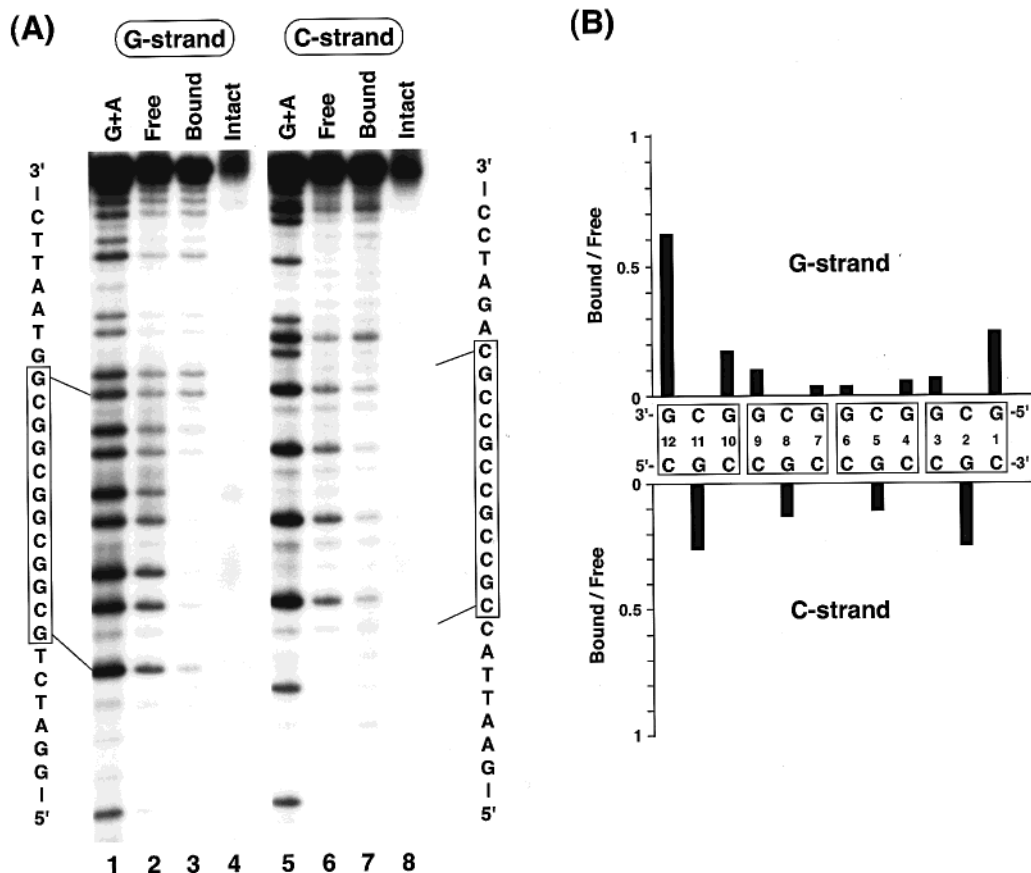 (A)
G-strand
C-strand
G+A
Free
Bound
Intact
G+A
Free
Bound
Intact
3'
|
C
T
T
A
A
T
G
G
C
G
G
C
G
G
C
G
G
C
G
T
C
T
A
G
G
|
5'
3'
|
C
C
T
A
G
A
C
G
C
C
G
C
C
G
C
C
G
C
C
A
T
T
A
A
G
|
5'
1 2 3 4 5 6 7 8
(B)
1
0.5
0
Bound / Free
G-strand
3'- G C G G C G G C G G C G -5'
12 11 10 9 8 7 6 5 4 3 2 1
5'- C G C C G C C G C C G C -3'
0
0.5
1
Bound / Free
C-strand